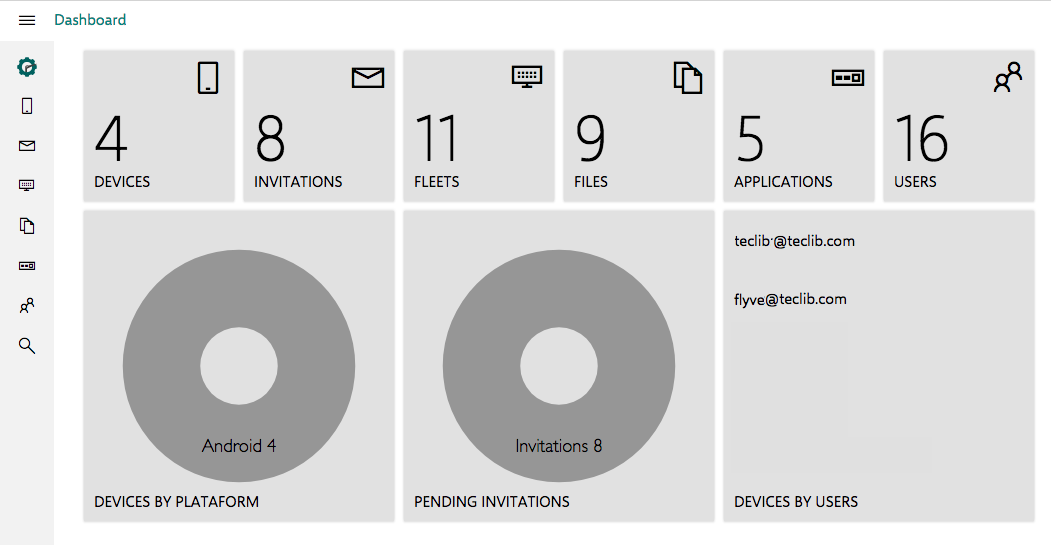 Dashboard
4
DEVICES
8
INVITATIONS
11
FLEETS
9
FILES
5
APPLICATIONS
16
USERS
Android 4
DEVICES BY PLATAFORM
Invitations 8
PENDING INVITATIONS
teclib·@teclib.com
flyve@teclib.com
DEVICES BY USERS